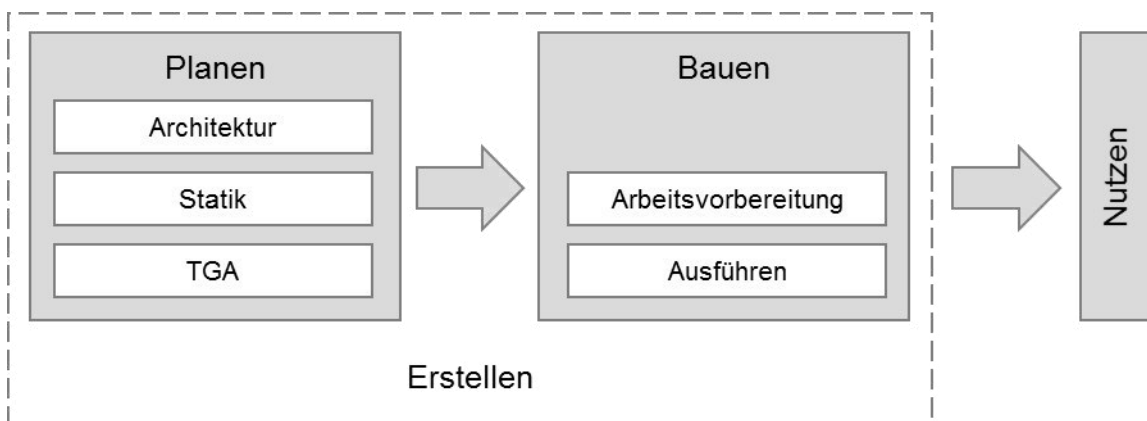 Planen
Architektur
Statik
TGA
Bauen
Arbeitsvorbereitung
Ausführen
Nutzen
Erstellen